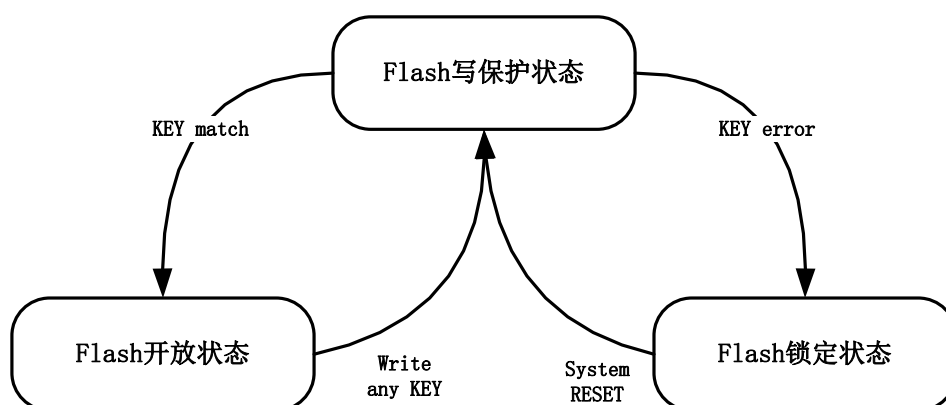 Flash写保护状态
KEY match
KEY error
Flash开放状态
Write
any KEY
System
RESET
Flash锁定状态